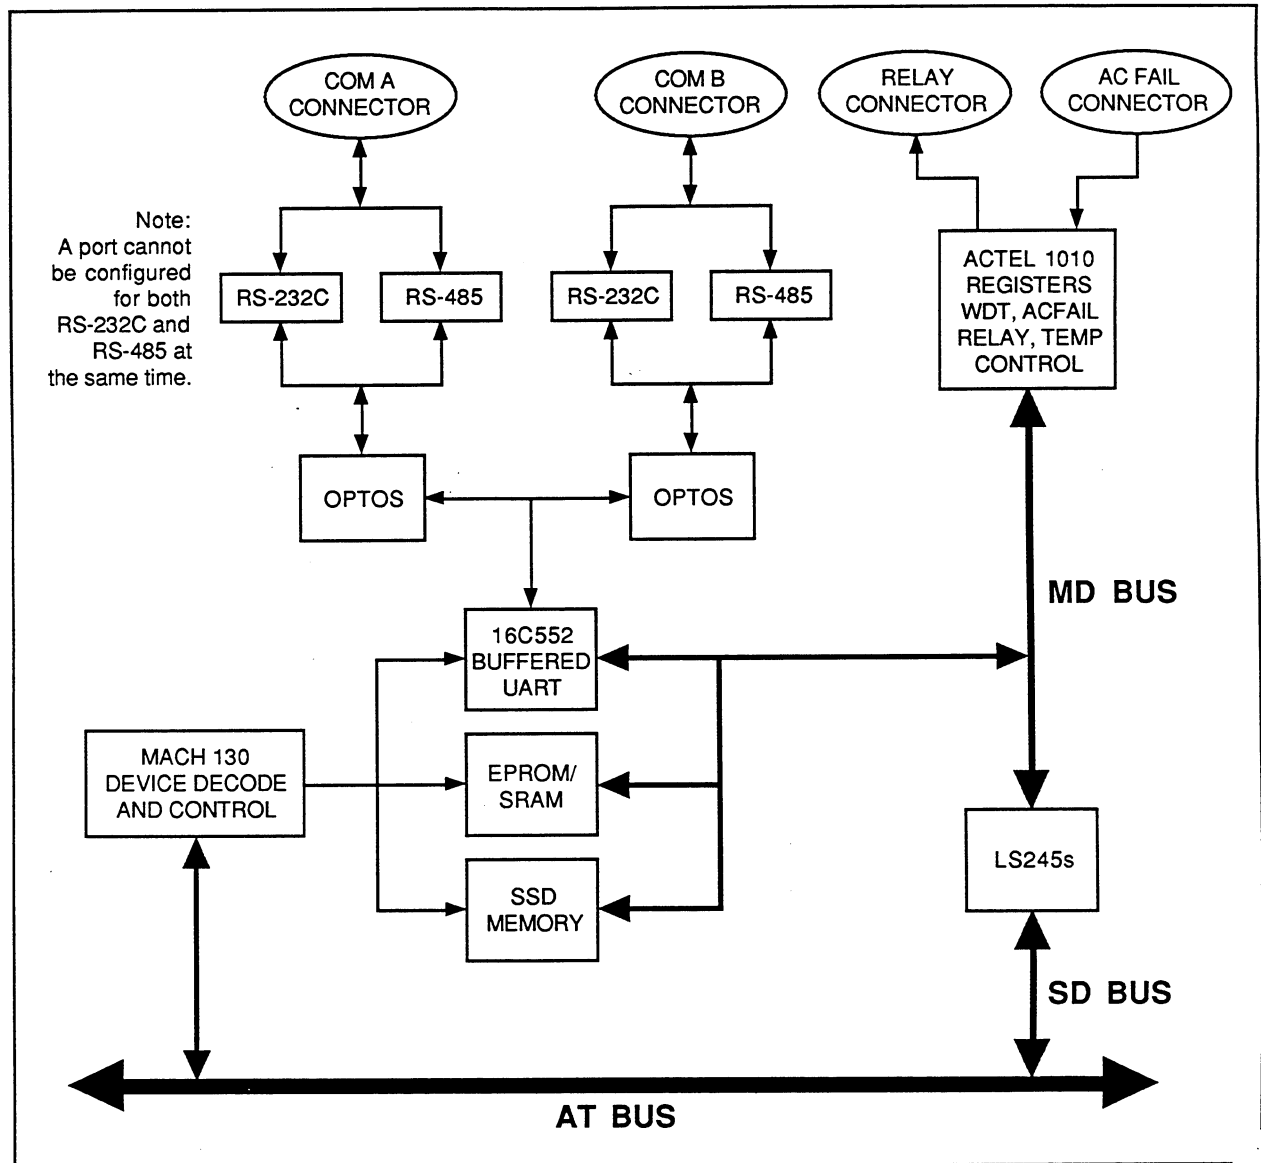 COM A
CONNECTOR
COM B
CONNECTOR
RELAY
CONNECTOR
AC FAIL
CONNECTOR
Note:
A port cannot
be configured
for both
RS-232C and
RS-485 at
the same time.
RS-232C
RS-485
RS-232C
RS-485
ACTEL 1010
REGISTERS
WDT, ACFAIL
RELAY, TEMP
CONTROL
OPTOS
OPTOS
MD BUS
16C552
BUFFERED
UART
MACH 130
DEVICE DECODE
AND CONTROL
EPROM/
SRAM
LS245s
SSD
MEMORY
SD BUS
AT BUS